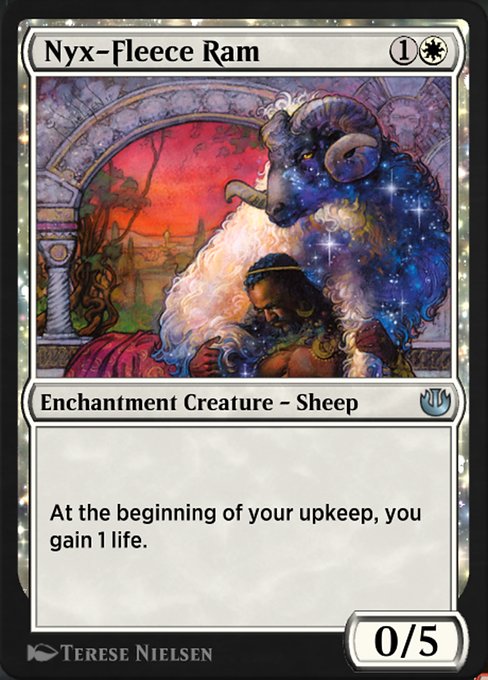 Nyx-Fleece Ram 1
Enchantment Creature - Sheep
At the beginning of your upkeep, you
gain 1 life.
Terese Nielsen
0/5